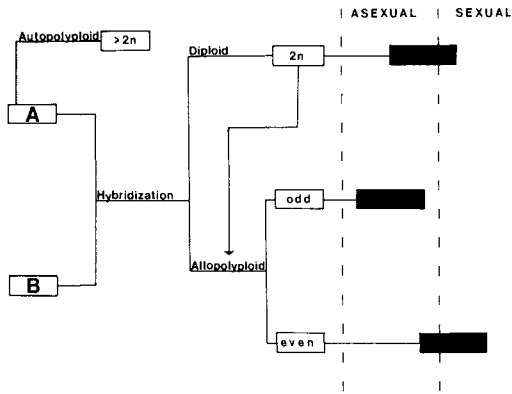 ASEXUAL SEXUAL
Autopolyploid >2n
Diploid 2n
A
Hybridization odd
B
Allopolyploid
even